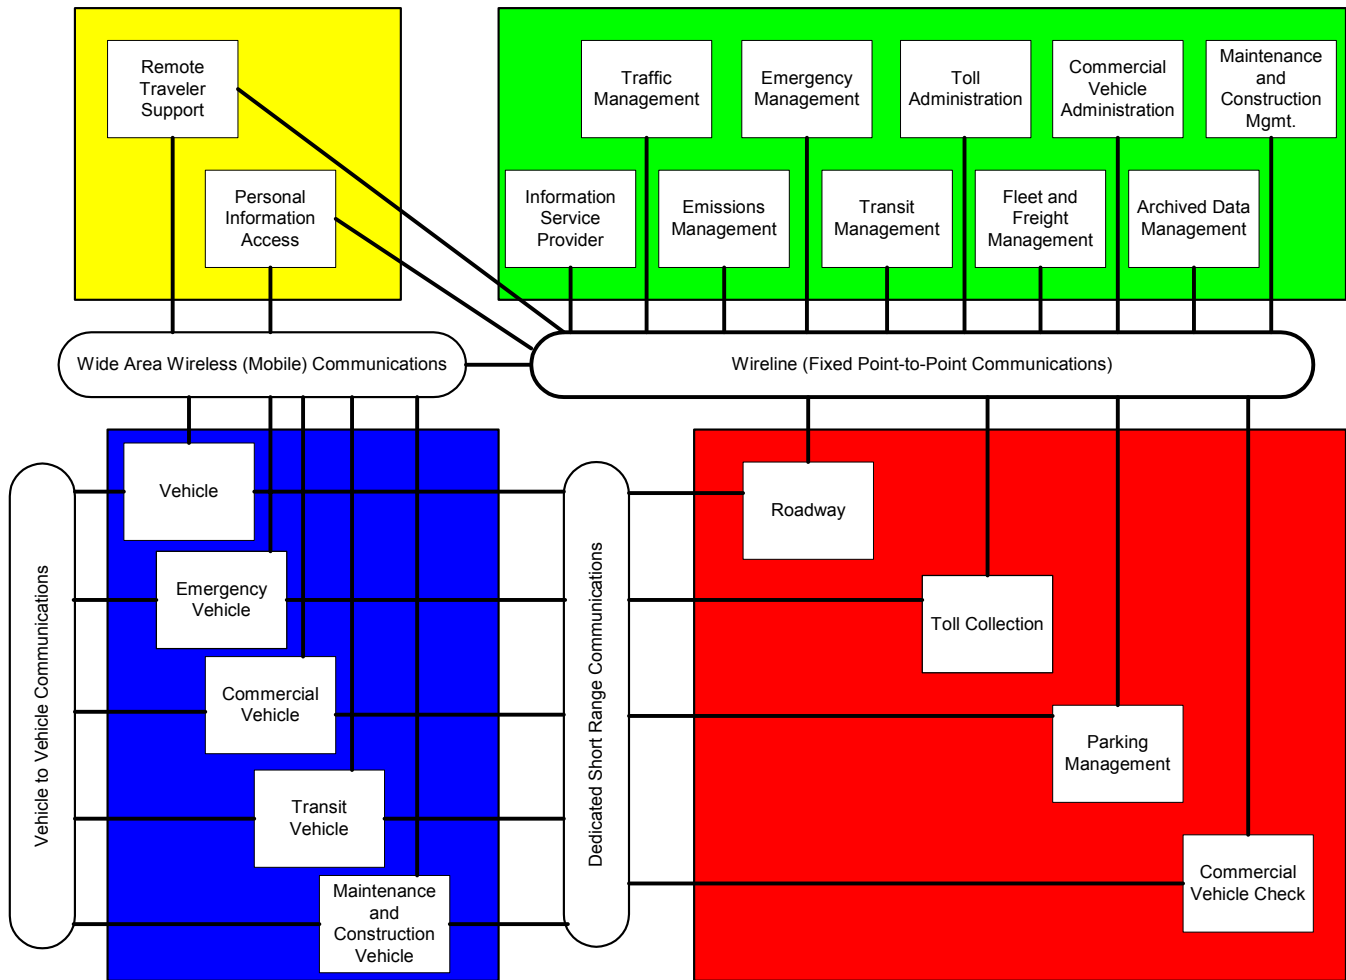 Remote
Traveler
Support
Personal
Information
Access
Traffic
Management
Emergency
Management
Toll
Administration
Commercial
Vehicle
Administration
Maintenance
and
Construction
Mgmt.
Information
Service
Provider
Emissions
Management
Transit
Management
Fleet and
Freight
Management
Archived Data
Management
Wide Area Wireless (Mobile) Communications
Wireline (Fixed Point-to-Point Communications)
Vehicle to Vehicle Communications
Vehicle
Emergency
Vehicle
Commercial
Vehicle
Transit
Vehicle
Maintenance
and
Construction
Vehicle
Dedicated Short Range Communications
Roadway
Toll Collection
Parking
Management
Commercial
Vehicle Check